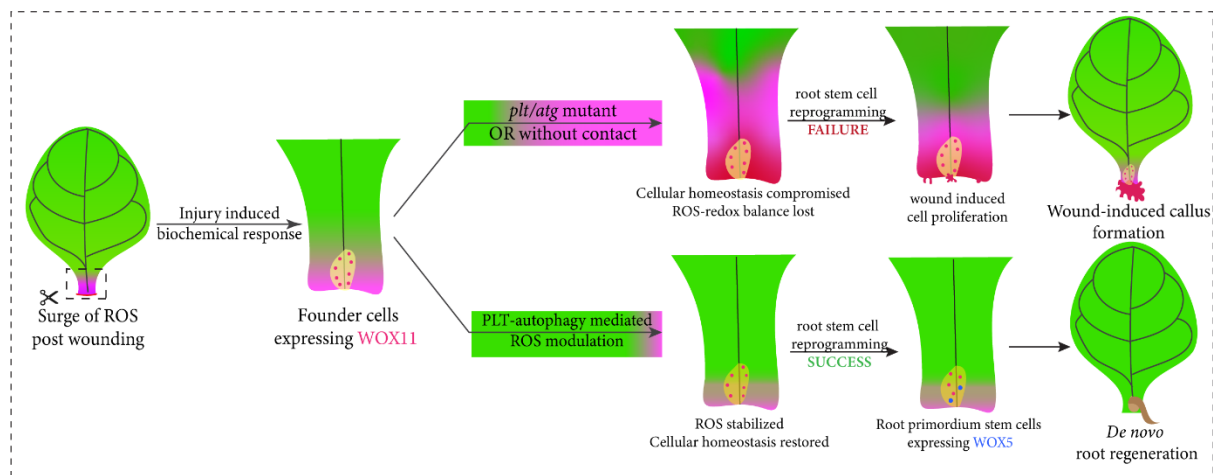 Surge of ROS
post wounding
Injury induced
biochemical response
Founder cells
expressing WOX11
plt/atg mutant
OR without contact
Cellular homeostasis compromised
ROS-redox balance lost
root stem cell
reprogramming
FAILURE
wound induced
cell proliferation
Wound-induced callus
formation
PLT-autophagy mediated
ROS modulation
ROS stabilized
Cellular homeostasis restored
root stem cell
reprogramming
SUCCESS
Root primordium stem cells
expressing WOX5
De novo
root regeneration